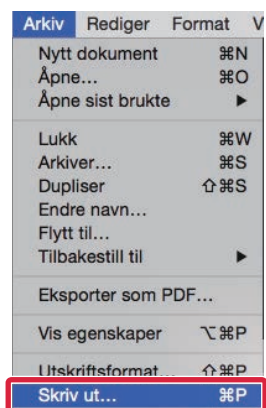 Arkiv Rediger Format V
Nytt dokument ⌘N
Åpne... ⌘O
Åpne sist brukte ▶
Lukk ⌘W
Arkiver... ⌘S
Dupliser ⇧⌘S
Endre navn...
Flytt til...
Tilbakestill til ▶
Eksporter som PDF...
Vis egenskaper ⌥⌘P
Utskriftsformat... ⇧⌘P
Skriv ut... ⌘P